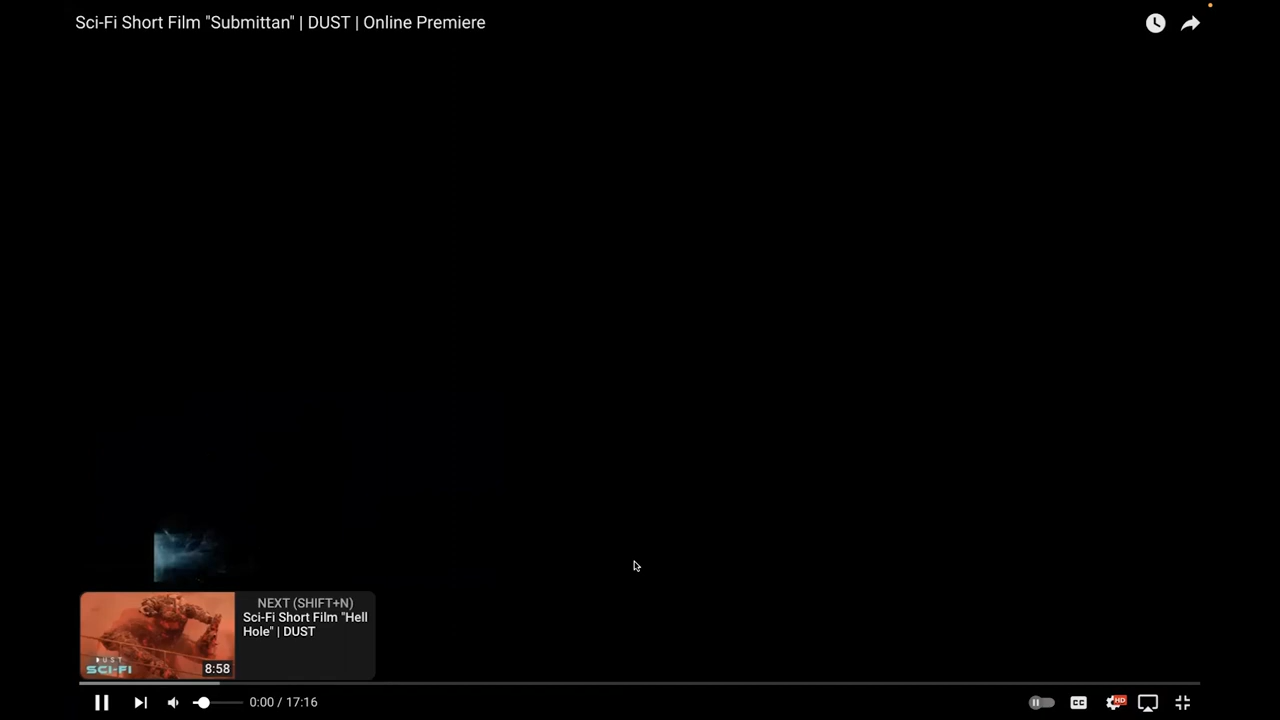 Sci-Fi Short Film "Submittan" | DUST | Online Premiere
NEXT (SHIFT+N)
Sci-Fi Short Film "Hell
Hole" | DUST
DUST
SCI-FI
8:58
0:00 / 17:16
CC
HD